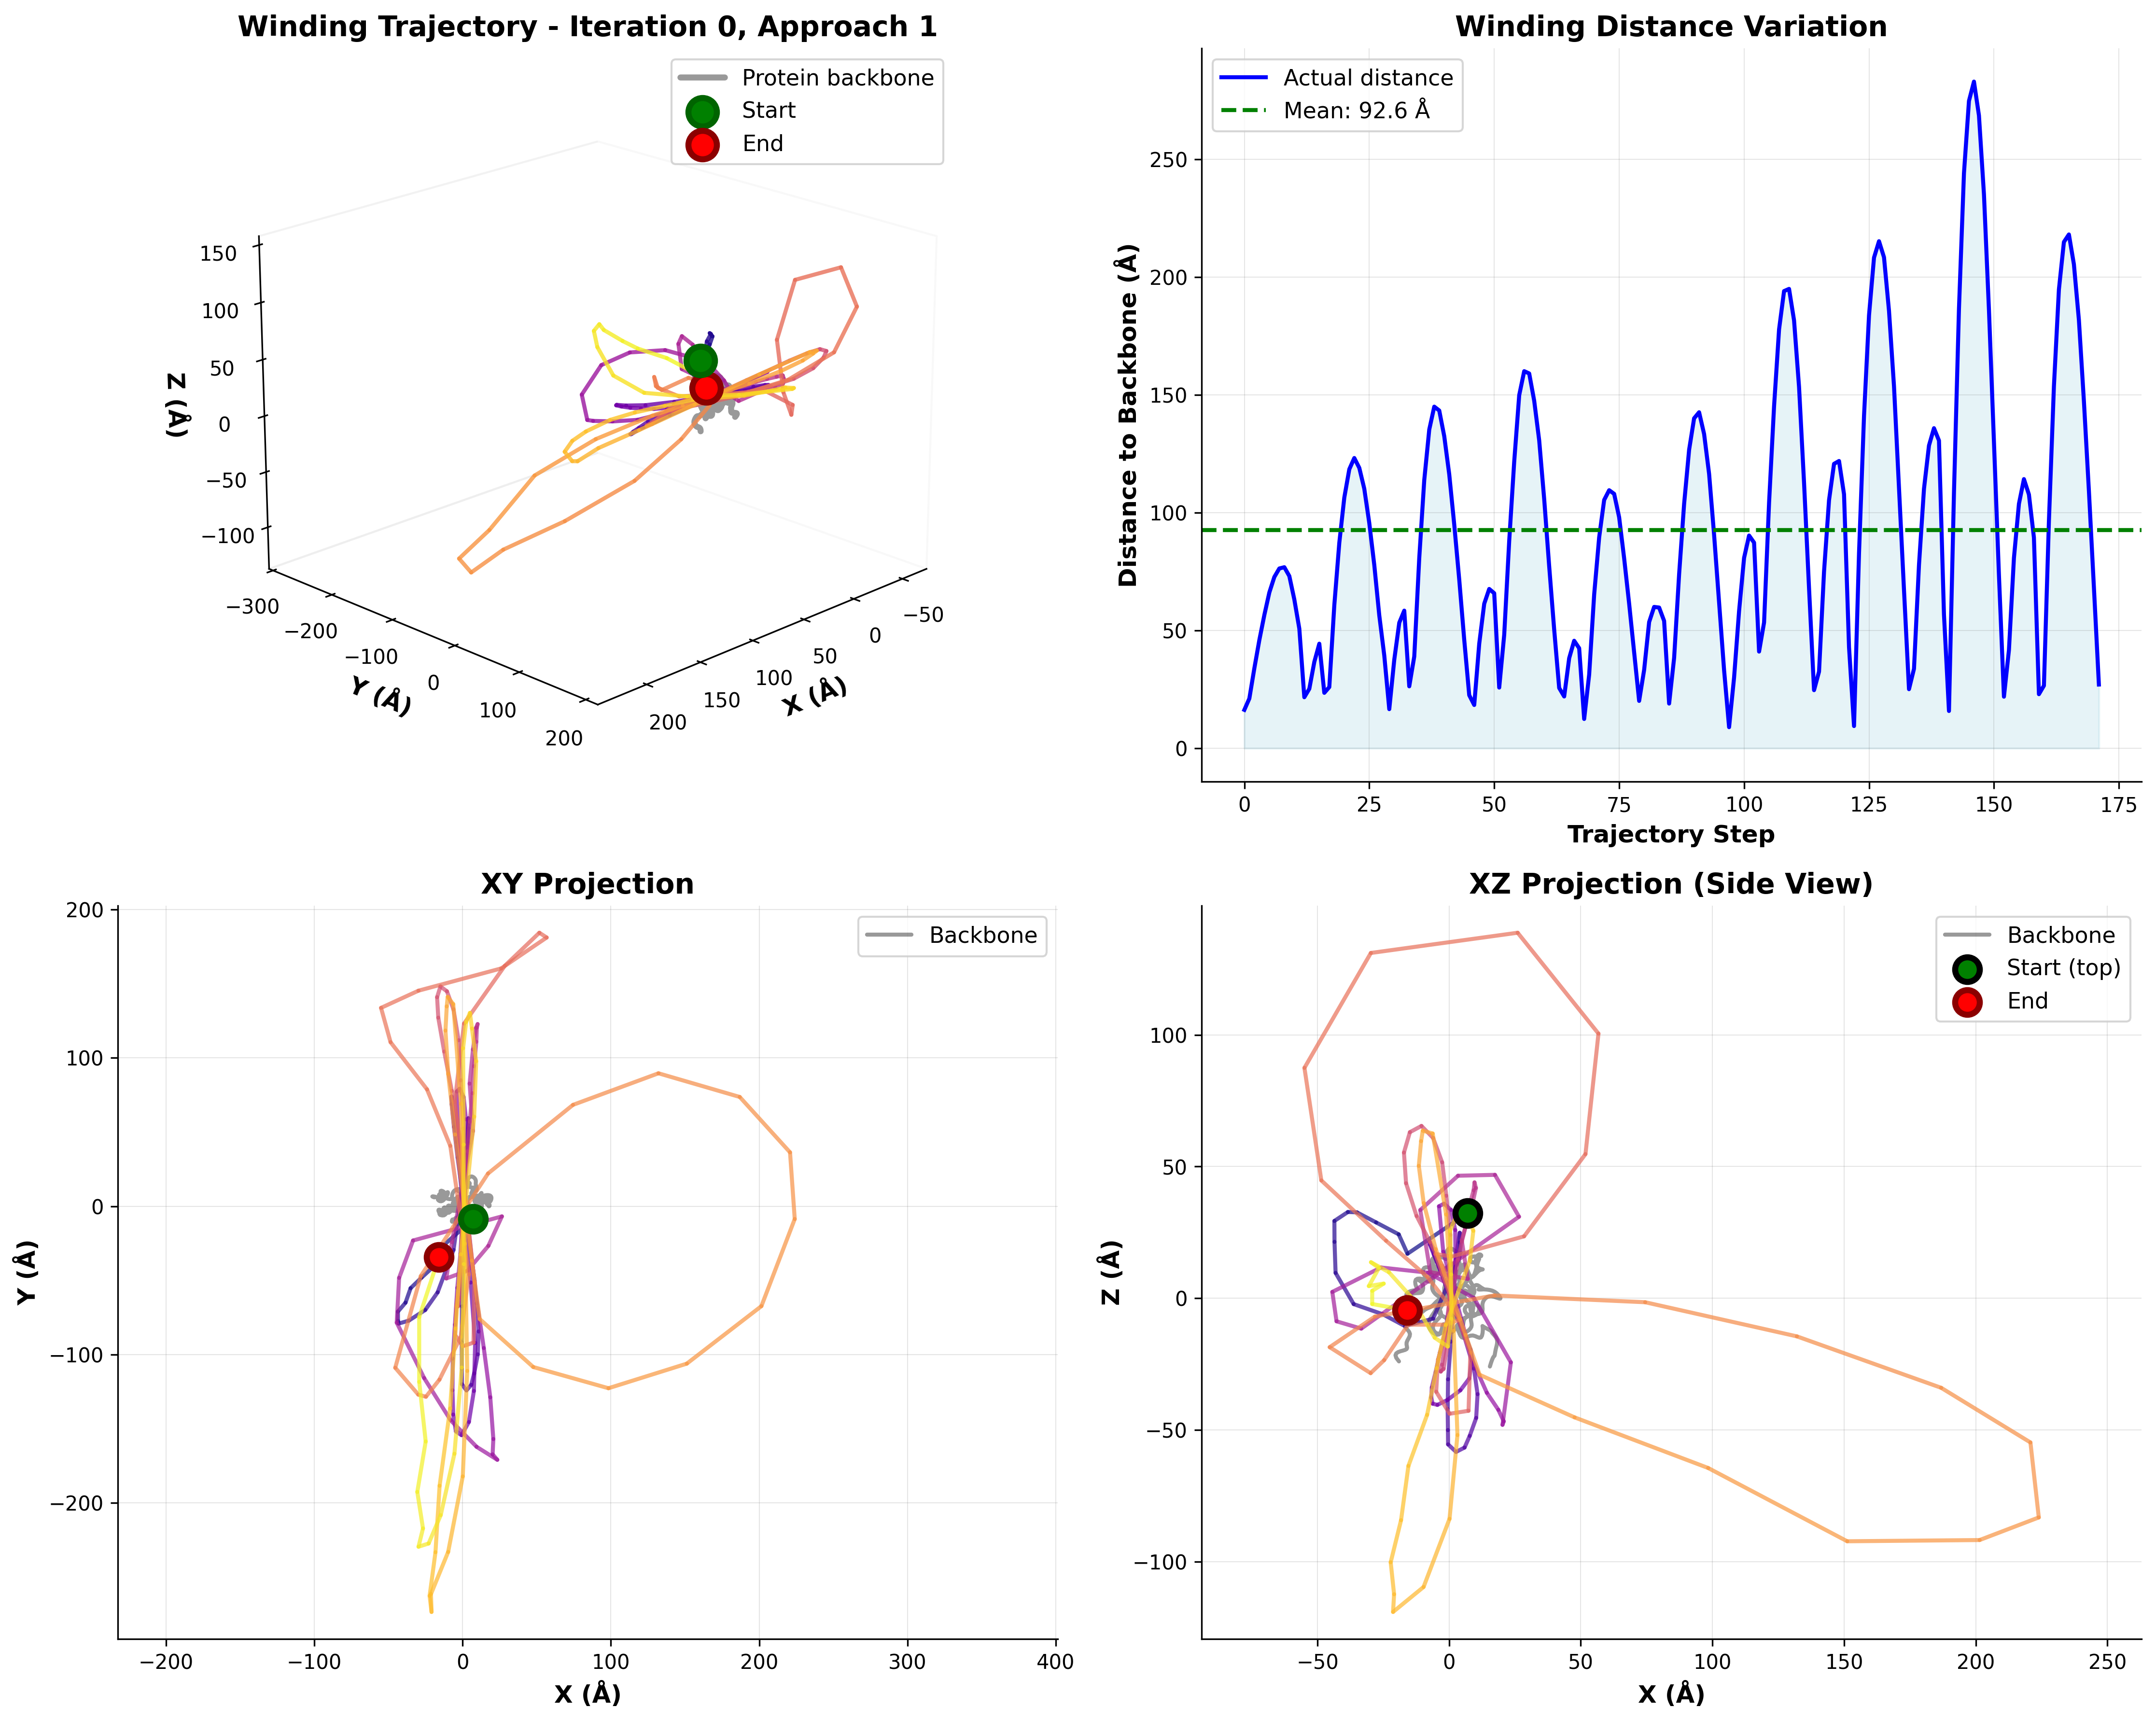 Winding Trajectory - Iteration 0, Approach 1
Protein backbone
Start
End
150
100
50
0
−50
−100
Z (Å)
−300
−200
−100
0
100
200
Y (Å)
200
150
100
50
0
−50
X (Å)
Winding Distance Variation
Actual distance
Mean: 92.6 Å
250
200
150
100
50
0
Distance to Backbone (Å)
0 25 50 75 100 125 150 175
Trajectory Step
XY Projection
Backbone
200
100
0
−100
−200
Y (Å)
−200 −100 0 100 200 300 400
X (Å)
XZ Projection (Side View)
Backbone
Start (top)
End
100
50
0
−50
−100
Z (Å)
−50 0 50 100 150 200 250
X (Å)